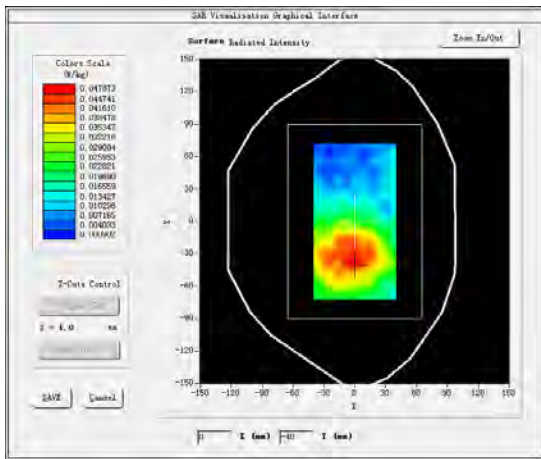 SAR Visualisation Graphical Interface
Surface Radiated Intensity
Zoom In/Out
Colors Scale
(W/kg)
0.047873
0.044741
0.041610
0.038478
0.035347
0.032216
0.029084
0.025953
0.022821
0.019690
0.016559
0.013427
0.010296
0.007165
0.004033
0.000902
Z-Cuts Control
Z = 4.0 mm
SAVE
Cancel
150
120
90
60
30
0
-30
-60
-90
-120
-150
-150 -120 -90 -60 -30 0 30 60 90 120 150
X
0 X (mm) -40 Y (mm)